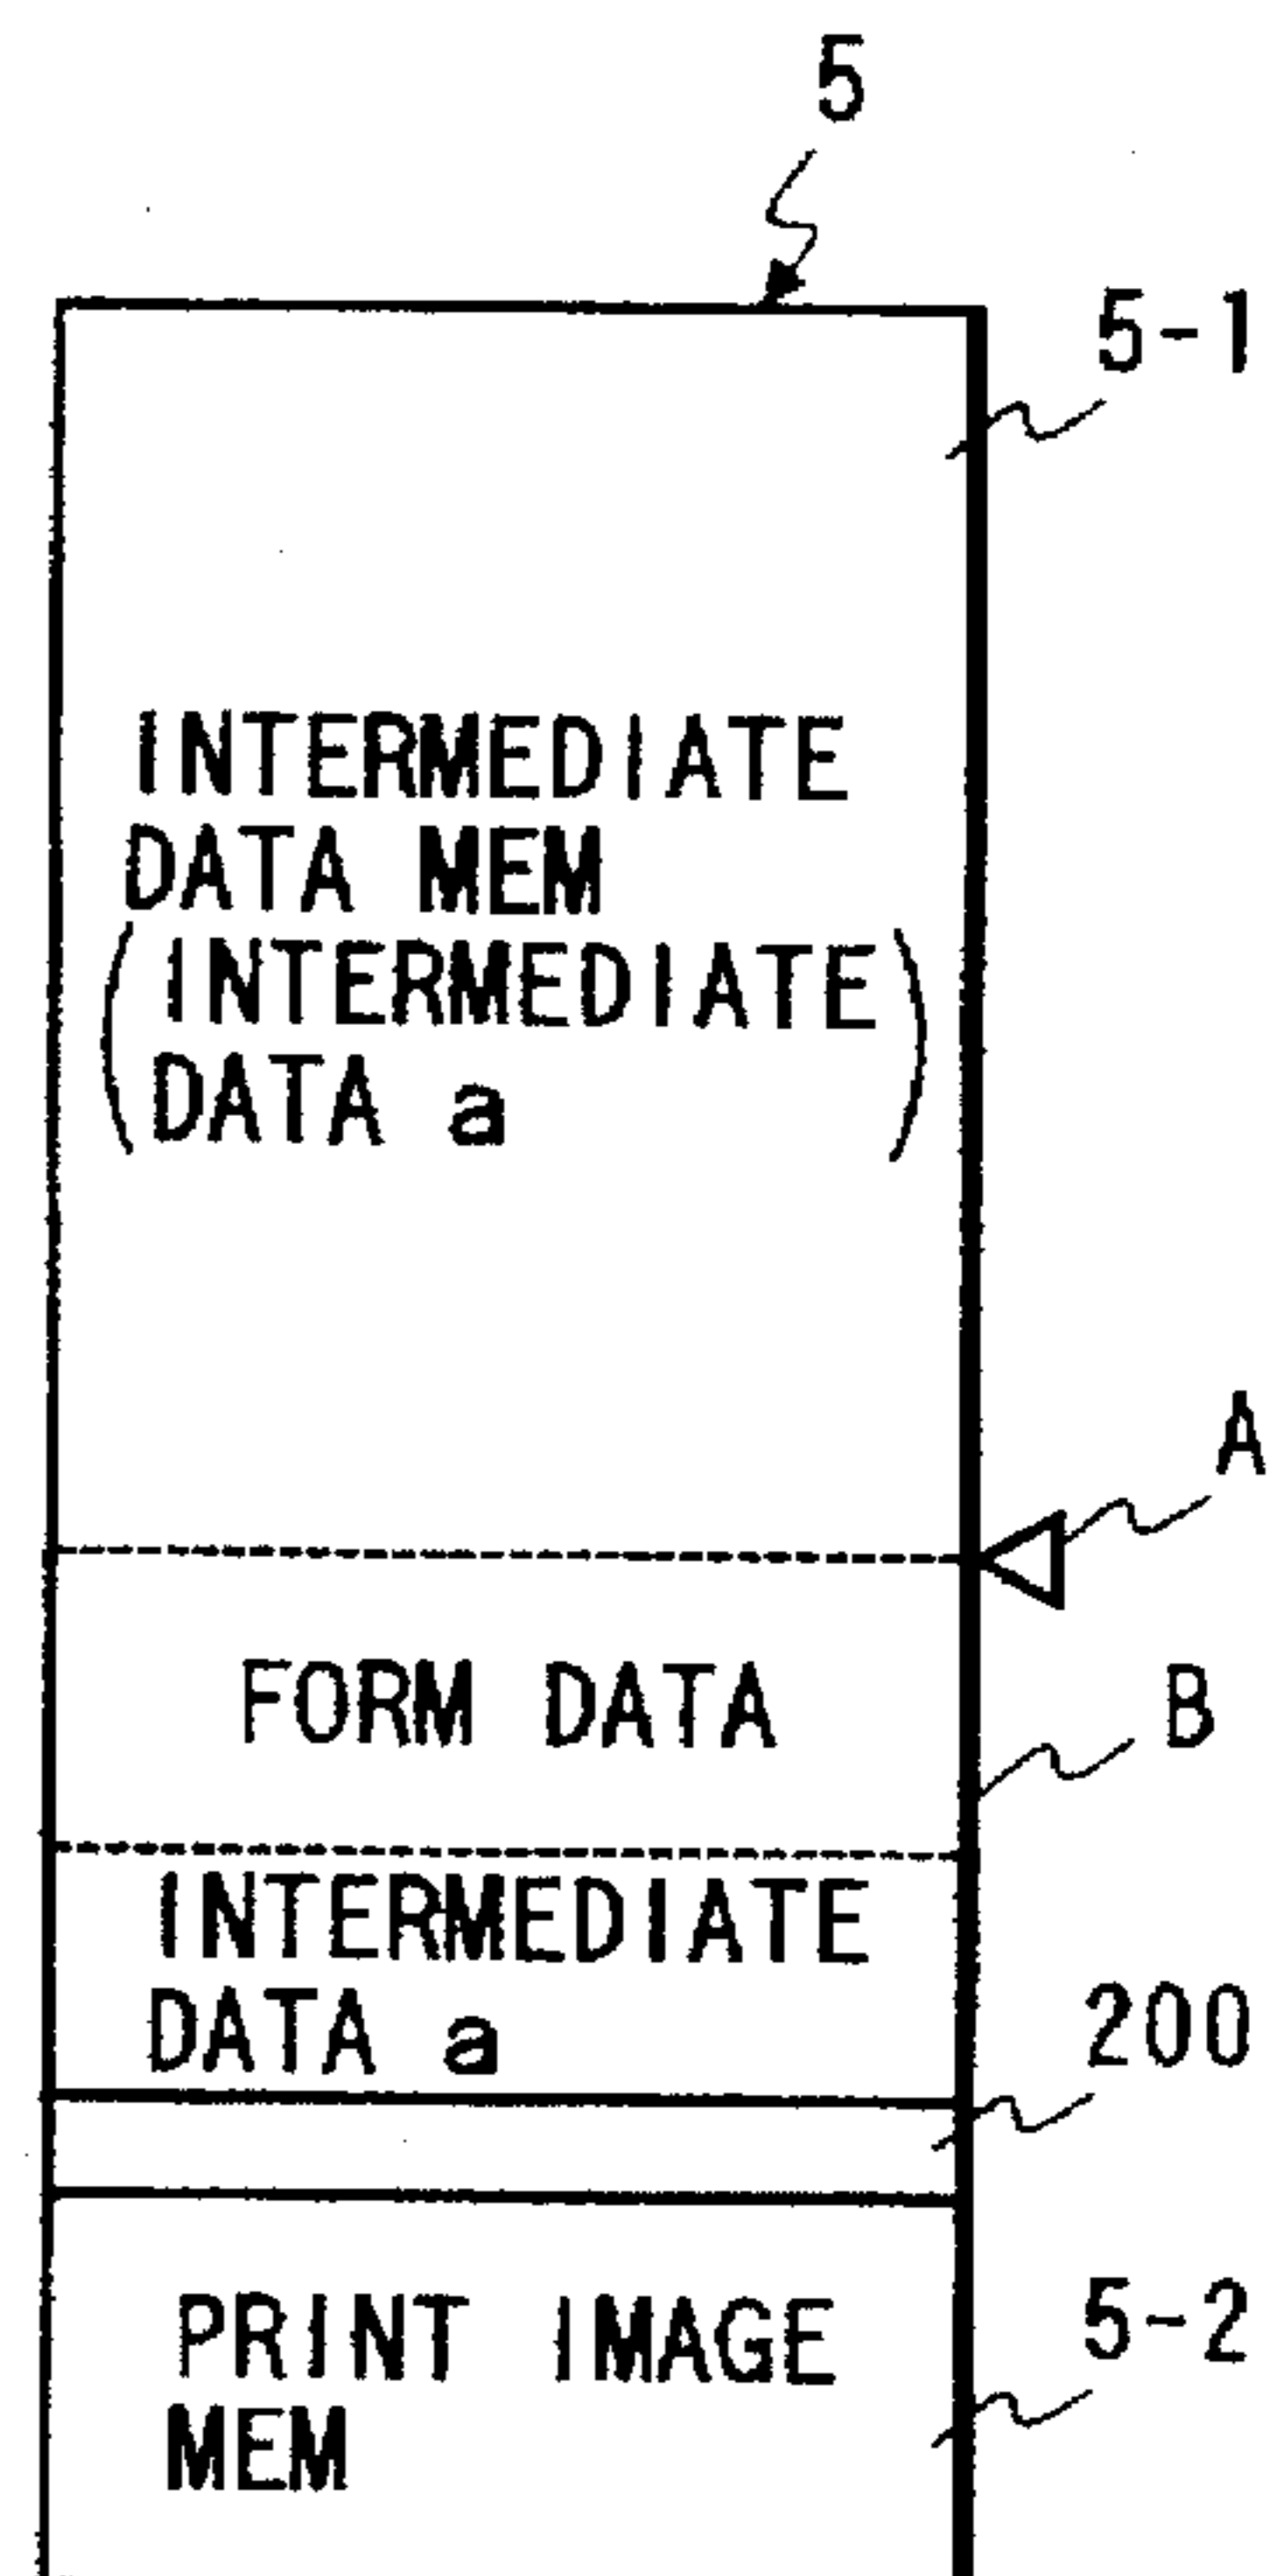 5
5-1
INTERMEDIATE
DATA MEM
(INTERMEDIATE
DATA a)
A
FORM DATA
B
INTERMEDIATE
DATA a
200
PRINT IMAGE
MEM
5-2